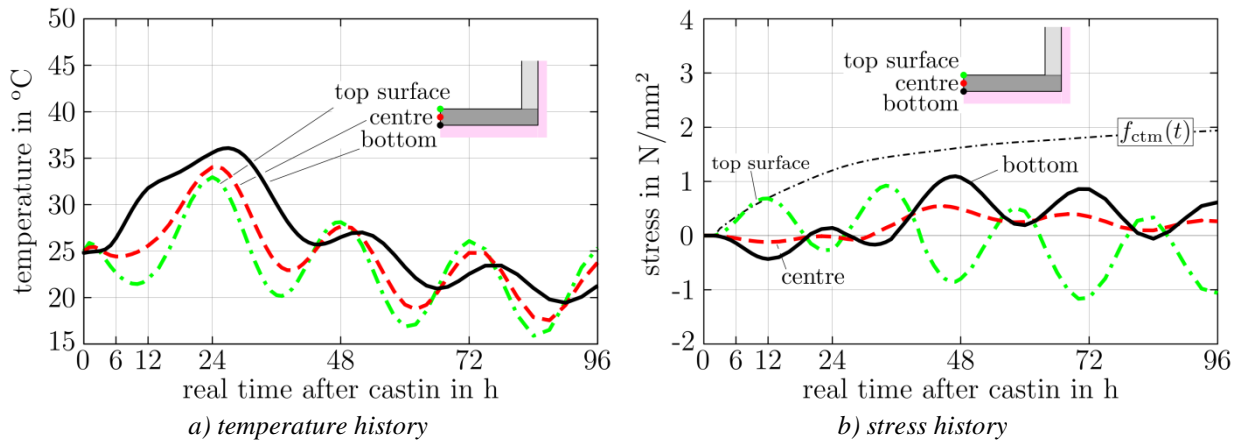 50
45
40
35
30
25
20
15
temperature in °C
top surface
centre
bottom
0 6 12 24 48 72 96
real time after castin in h
a) temperature history
4
3
2
1
0
-1
-2
stress in N/mm²
top surface
centre
bottom
f_ctm(t)
top surface
bottom
centre
0 6 12 24 48 72 96
real time after castin in h
b) stress history